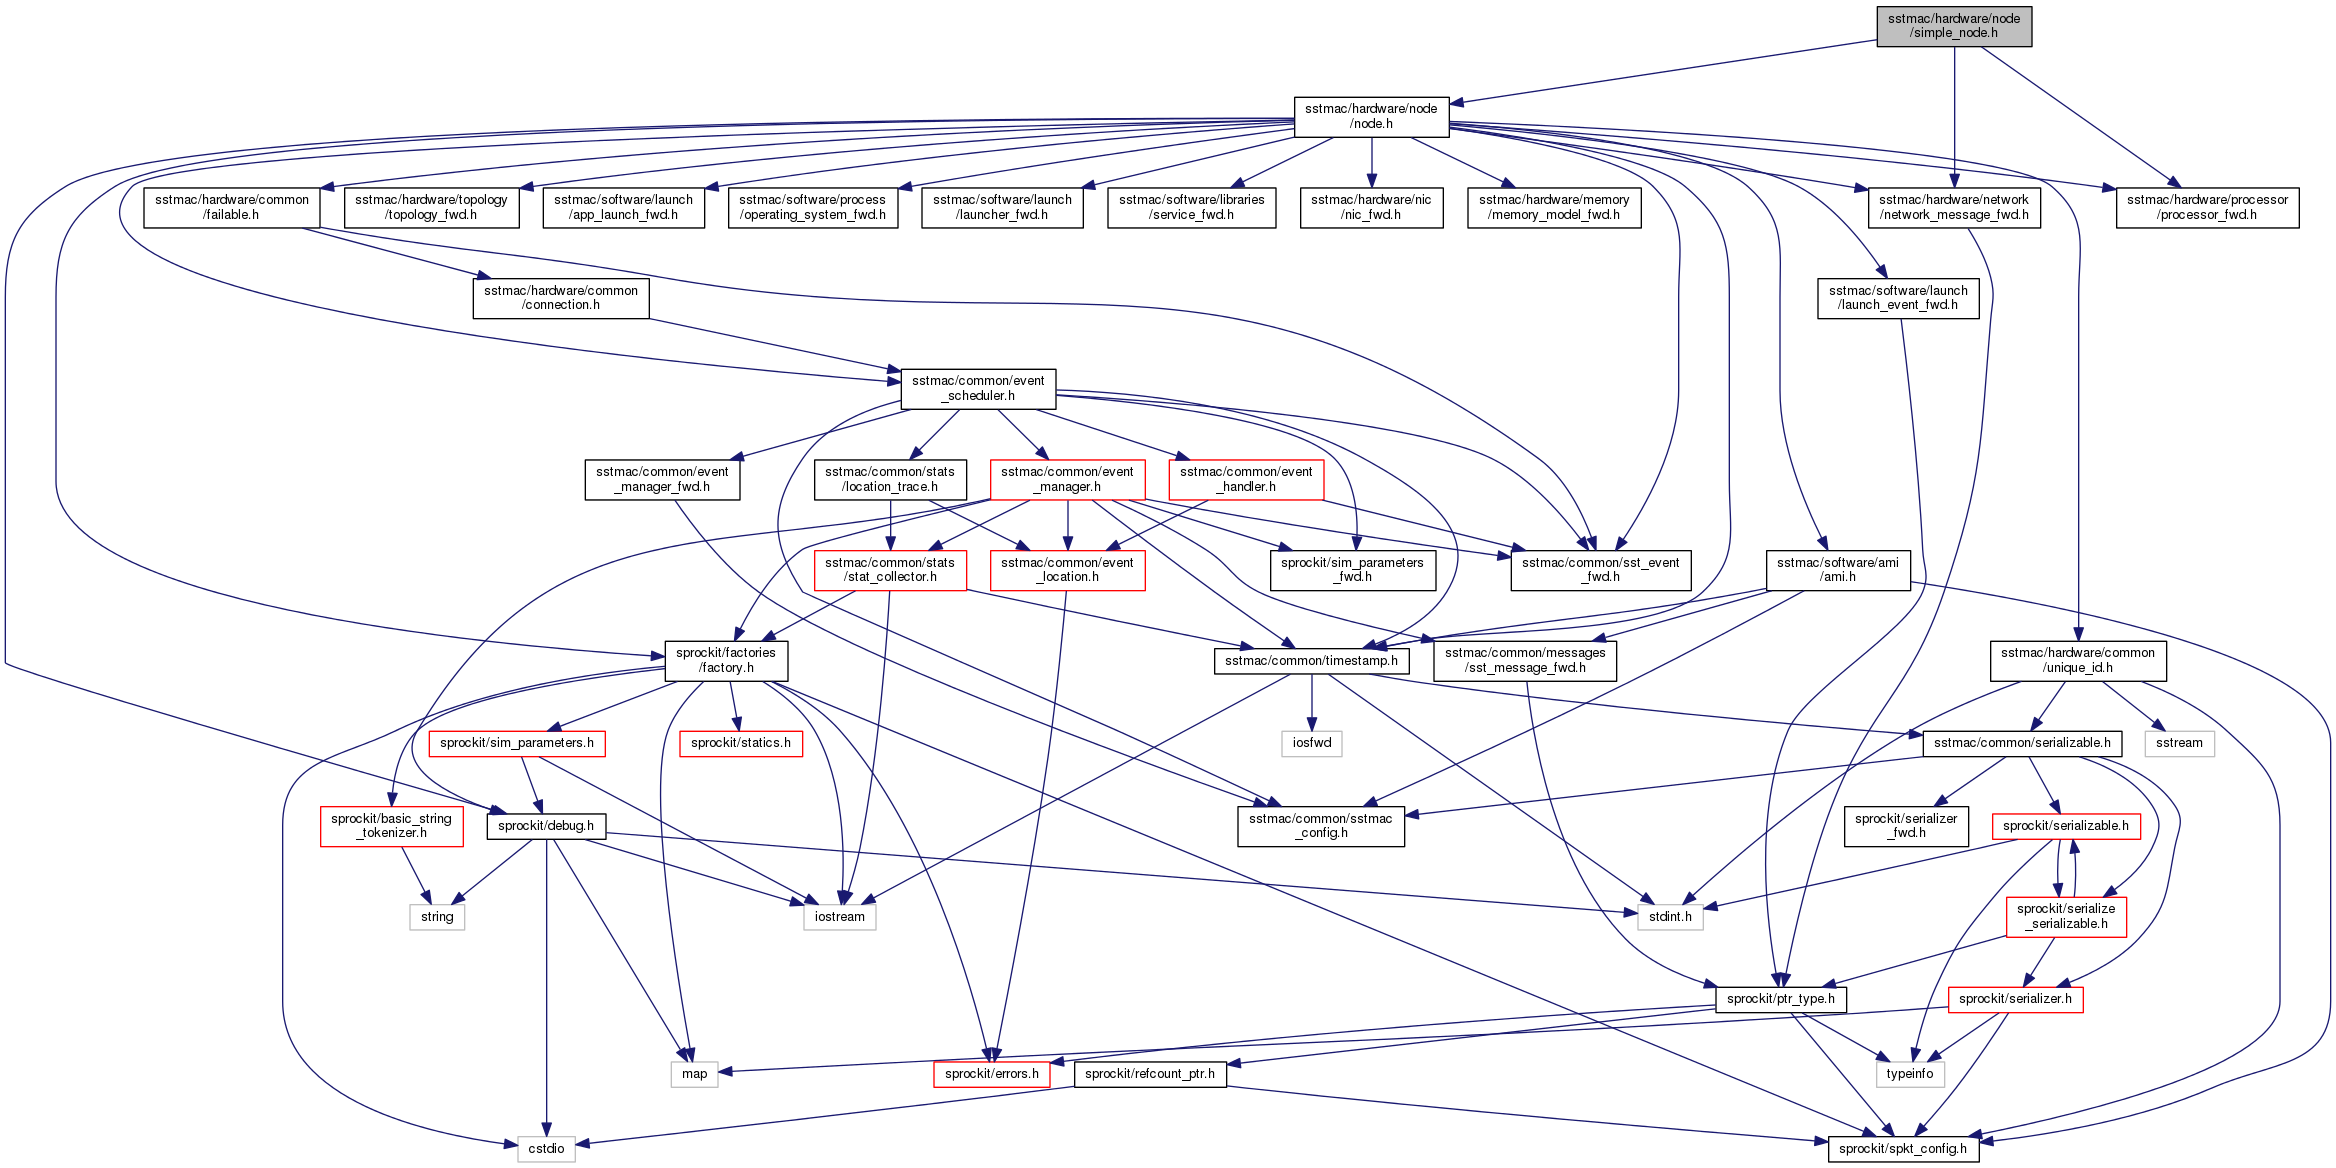 sstmac/hardware/node
/simple_node.h
sstmac/hardware/node
/node.h
sstmac/hardware/common
/failable.h
sstmac/hardware/topology
/topology_fwd.h
sstmac/software/launch
/app_launch_fwd.h
sstmac/software/process
/operating_system_fwd.h
sstmac/software/launch
/launcher_fwd.h
sstmac/software/libraries
/service_fwd.h
sstmac/hardware/nic
/nic_fwd.h
sstmac/hardware/memory
/memory_model_fwd.h
sstmac/hardware/network
/network_message_fwd.h
sstmac/hardware/processor
/processor_fwd.h
sstmac/hardware/common
/connection.h
sstmac/software/launch
/launch_event_fwd.h
sstmac/common/event
_scheduler.h
sstmac/common/event
_manager_fwd.h
sstmac/common/stats
/location_trace.h
sstmac/common/event
_manager.h
sstmac/common/event
_handler.h
sstmac/common/stats
/stat_collector.h
sstmac/common/event
_location.h
sprockit/sim_parameters
_fwd.h
sstmac/common/sst_event
_fwd.h
sstmac/software/ami
/ami.h
sprockit/factories
/factory.h
sstmac/common/timestamp.h
sstmac/common/messages
/sst_message_fwd.h
sstmac/hardware/common
/unique_id.h
sprockit/sim_parameters.h
sprockit/statics.h
iosfwd
sstmac/common/serializable.h
sstream
sprockit/basic_string
_tokenizer.h
sprockit/debug.h
sstmac/common/sstmac
_config.h
sprockit/serializer
_fwd.h
sprockit/serializable.h
string
iostream
stdint.h
sprockit/serialize
_serializable.h
sprockit/ptr_type.h
sprockit/serializer.h
map
sprockit/errors.h
sprockit/refcount_ptr.h
typeinfo
cstdio
sprockit/spkt_config.h